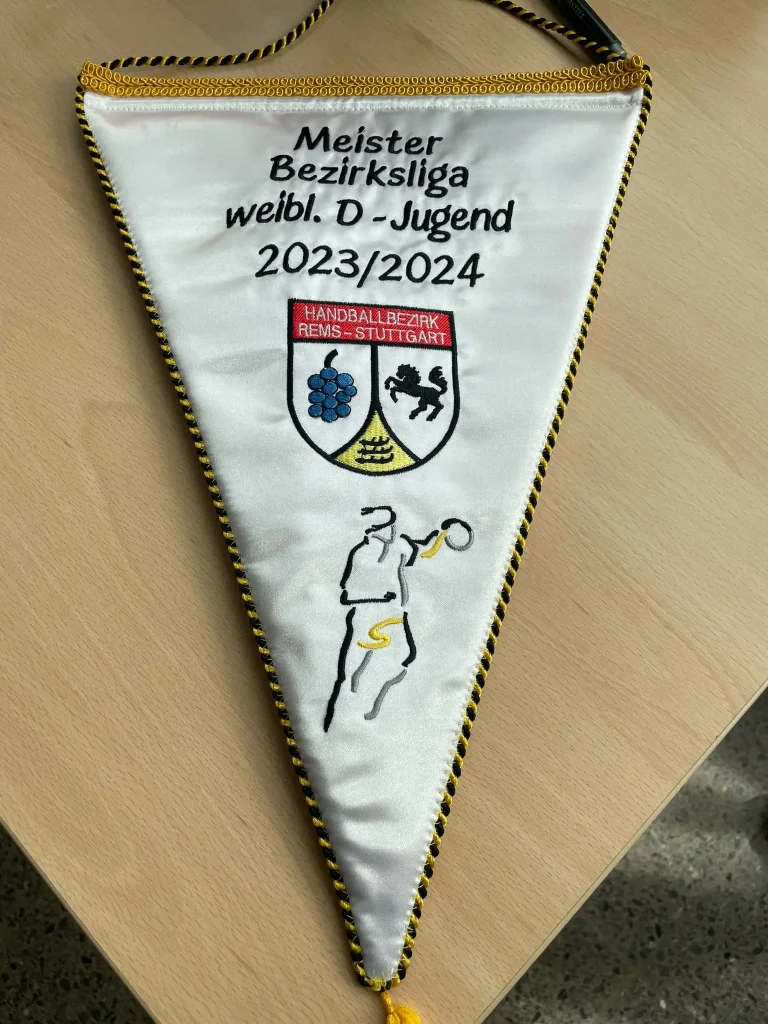 Meister
Bezirksliga
weibl. D - Jugend
2023/2024
HANDBALLBEZIRK
REMS - STUTTGART